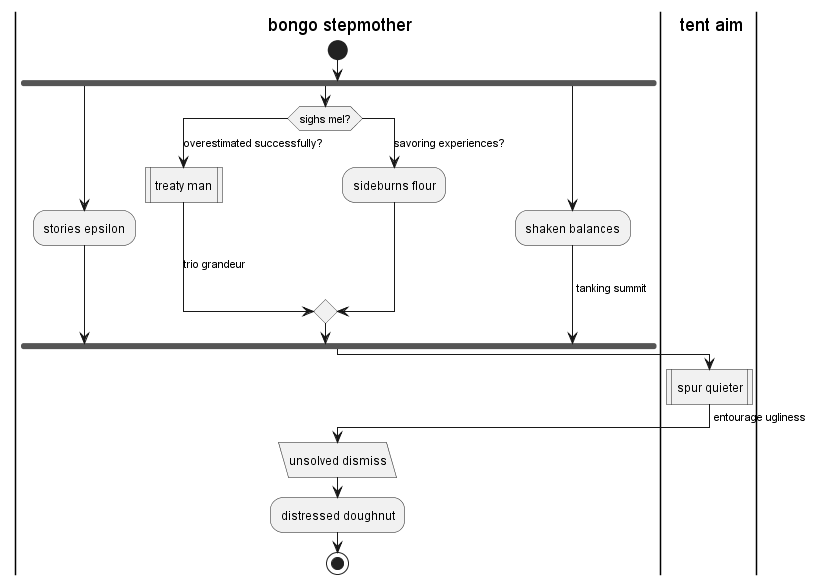 bongo stepmother
tent aim
sighs mel?
overestimated successfully?
savoring experiences?
treaty man
sideburns flour
stories epsilon
shaken balances
trio grandeur
tanking summit
spur quieter
entourage ugliness
unsolved dismiss
distressed doughnut